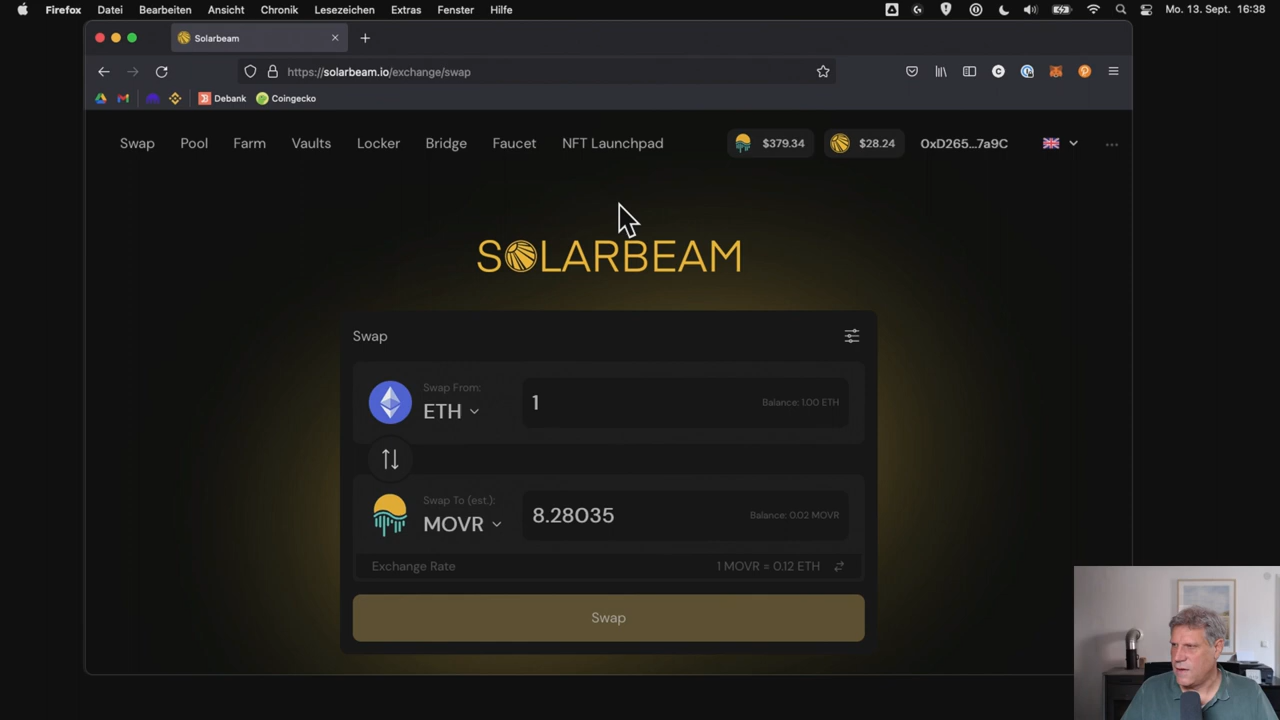 Firefox Datei Bearbeiten Ansicht Chronik Lesezeichen Extras Fenster Hilfe Mo. 13. Sept. 16:38
Solarbeam
https://solarbeam.io/exchange/swap
Debank Coingecko
Swap Pool Farm Vaults Locker Bridge Faucet NFT Launchpad $379.34 $28.24 0xD265...7a9C
SOLARBEAM
Swap
Swap From:
ETH 1 Balance: 1.00 ETH
Swap To (est.):
MOVR 8.28035 Balance: 0.02 MOVR
Exchange Rate 1 MOVR = 0.12 ETH
Swap